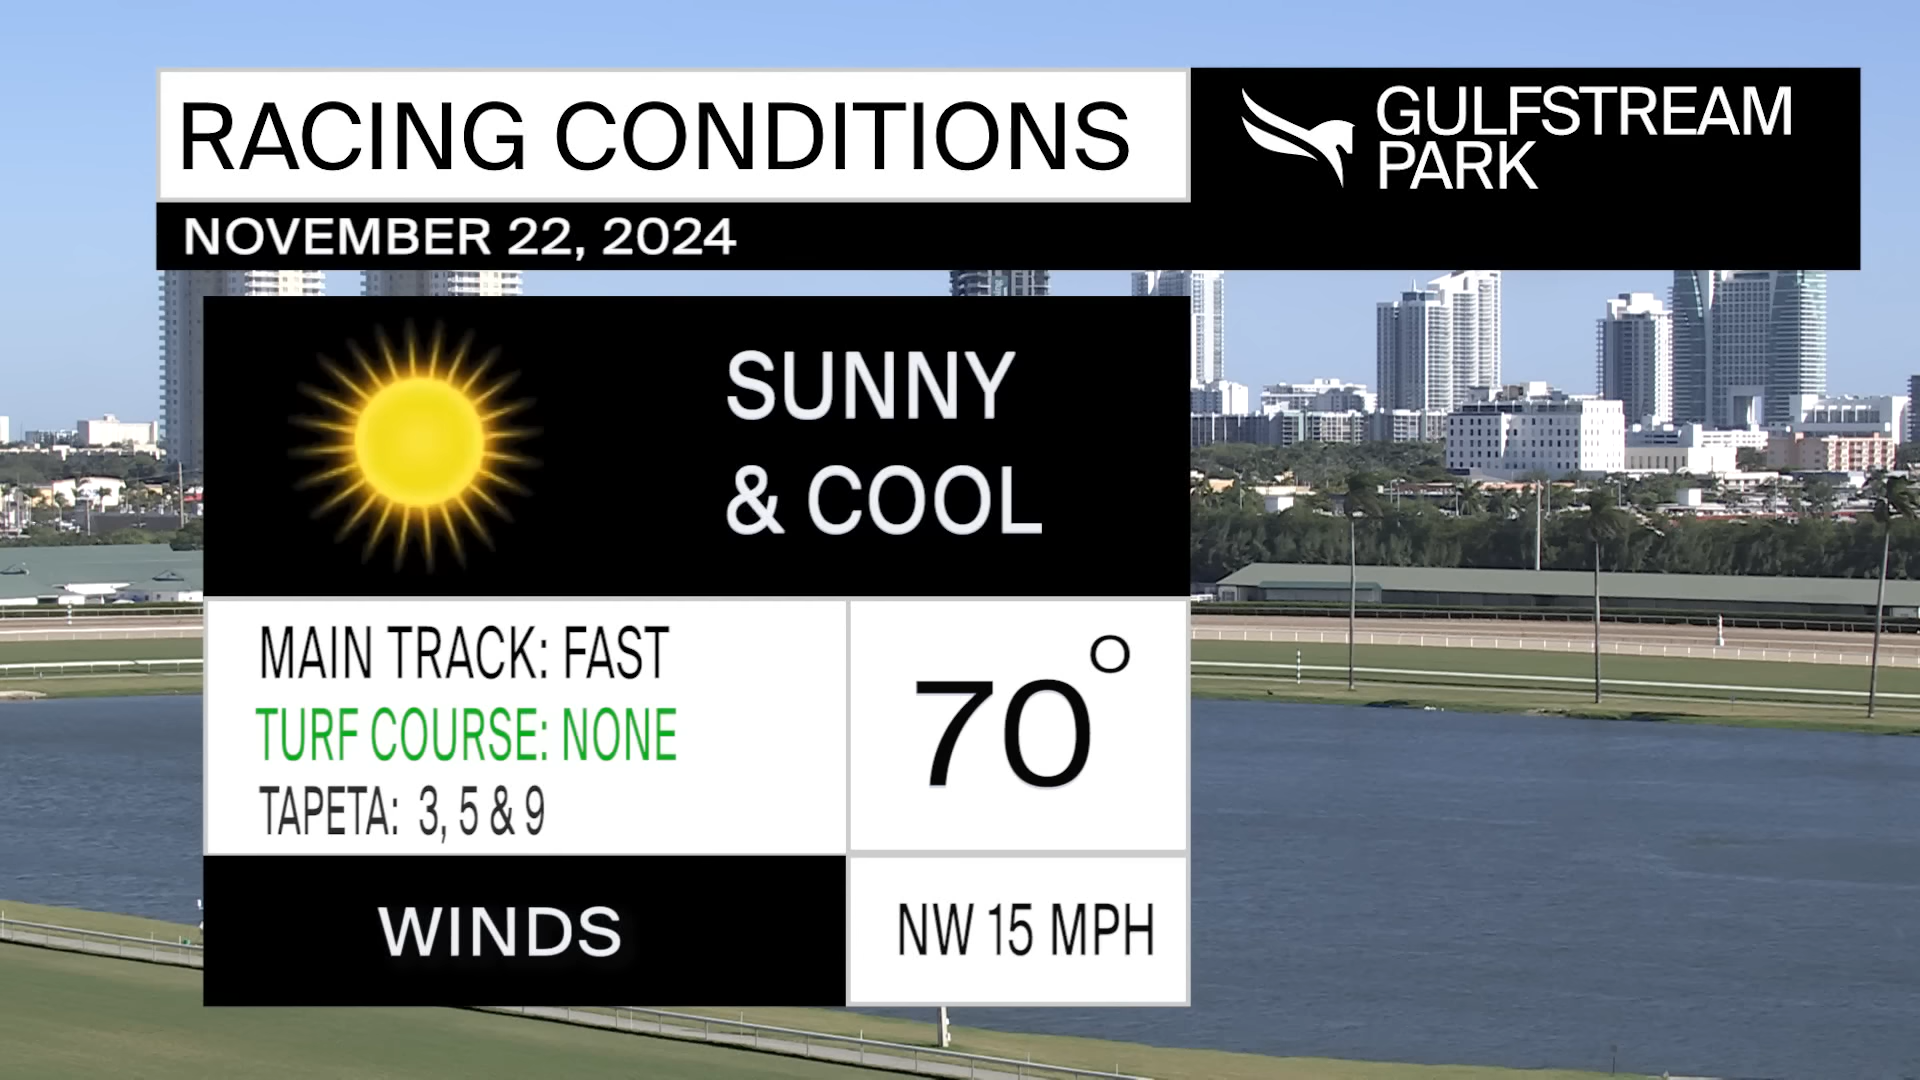 RACING CONDITIONS
GULFSTREAM
PARK
NOVEMBER 22, 2024
SUNNY
& COOL
MAIN TRACK: FAST
TURF COURSE: NONE
TAPETA: 3, 5 & 9
70°
WINDS
NW 15 MPH